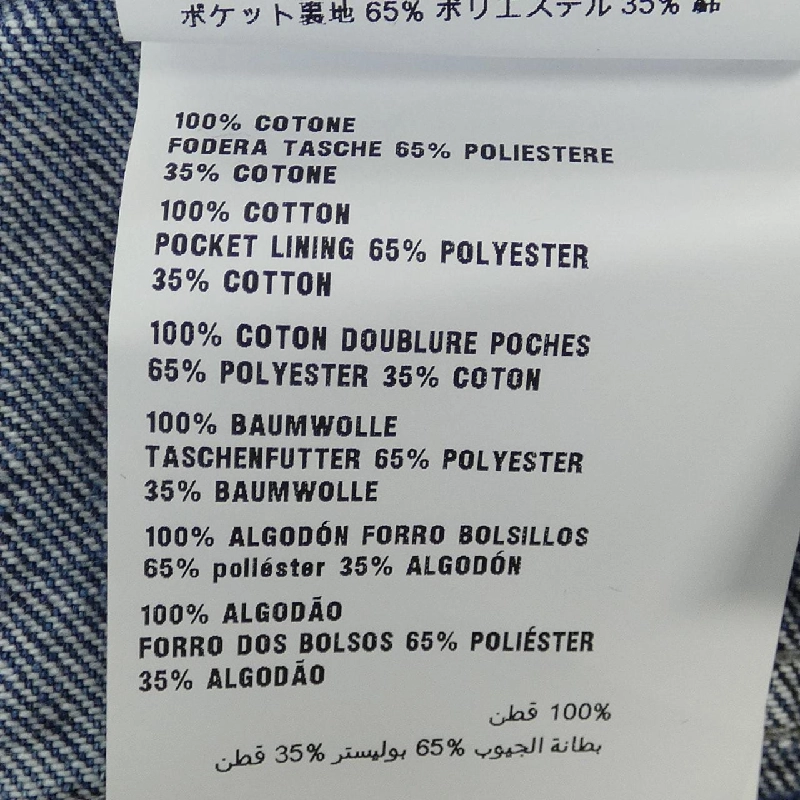 ポケット裏地 65% ポリエステル 35% 綿
100% COTONE
FODERA TASCHE 65% POLIESTERE
35% COTONE
100% COTTON
POCKET LINING 65% POLYESTER
35% COTTON
100% COTON DOUBLURE POCHES
65% POLYESTER 35% COTON
100% BAUMWOLLE
TASCHENFUTTER 65% POLYESTER
35% BAUMWOLLE
100% ALGODÓN FORRO BOLSILLOS
65% poliéster 35% ALGODÓN
100% ALGODÃO
FORRO DOS BOLSOS 65% POLIÉSTER
35% ALGODÃO
100% قطن
بطانة الجيوب 65% بوليستر 35% قطن